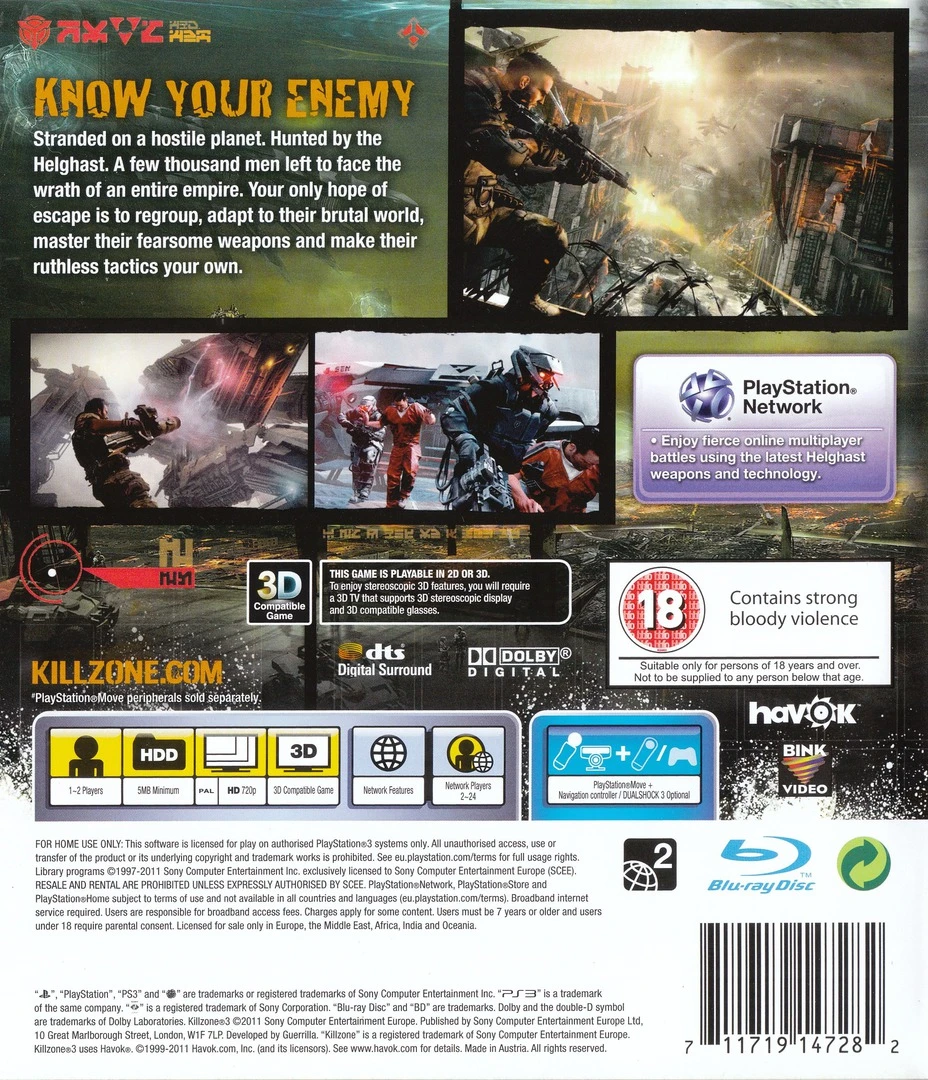 KNOW YOUR ENEMY
Stranded on a hostile planet. Hunted by the
Helghast. A few thousand men left to face the
wrath of an entire empire. Your only hope of
escape is to regroup, adapt to their brutal world,
master their fearsome weapons and make their
ruthless tactics your own.
PlayStation®
Network
• Enjoy fierce online multiplayer
battles using the latest Helghast
weapons and technology.
3D
Compatible
Game
THIS GAME IS PLAYABLE IN 2D OR 3D.
To enjoy stereoscopic 3D features, you will require
a 3D TV that supports 3D stereoscopic display
and 3D compatible glasses.
18
Contains strong
bloody violence
Suitable only for persons of 18 years and over.
Not to be supplied to any person below that age.
dts
Digital Surround
DOLBY®
DIGITAL
KILLZONE.COM
*PlayStation®Move peripherals sold separately.
havok
BINK
VIDEO
HDD
3D
1-2 Players
5MB Minimum
PAL
HD 720p
3D Compatible Game
Network Features
Network Players
2-24
PlayStation®Move +
Navigation controller / DUALSHOCK 3 Optional
FOR HOME USE ONLY: This software is licensed for play on authorised PlayStation®3 systems only. All unauthorised access, use or
transfer of the product or its underlying copyright and trademark works is prohibited. See eu.playstation.com/terms for full usage rights.
Library programs ©1997-2011 Sony Computer Entertainment Inc. exclusively licensed to Sony Computer Entertainment Europe (SCEE).
RESALE AND RENTAL ARE PROHIBITED UNLESS EXPRESSLY AUTHORISED BY SCEE. PlayStation®Network, PlayStation®Store and
PlayStation®Home subject to terms of use and not available in all countries and languages (eu.playstation.com/terms). Broadband internet
service required. Users are responsible for broadband access fees. Charges apply for some content. Users must be 7 years or older and users
under 18 require parental consent. Licensed for sale only in Europe, the Middle East, Africa, India and Oceania.
2
Blu-ray Disc™
“ ”, “PlayStation”, “PS3” and “ ” are trademarks or registered trademarks of Sony Computer Entertainment Inc. “PS3” is a trademark
of the same company. “ ” is a registered trademark of Sony Corporation. “Blu-ray Disc” and “BD” are trademarks. Dolby and the double-D symbol
are trademarks of Dolby Laboratories. Killzone®3 ©2011 Sony Computer Entertainment Europe. Published by Sony Computer Entertainment Europe Ltd,
10 Great Marlborough Street, London, W1F 7LP. Developed by Guerrilla. “Killzone” is a registered trademark of Sony Computer Entertainment Europe.
Killzone®3 uses Havok®. ©1999-2011 Havok.com, Inc. (and its licensors). See www.havok.com for details. Made in Austria. All rights reserved.
7 11719 14728 2